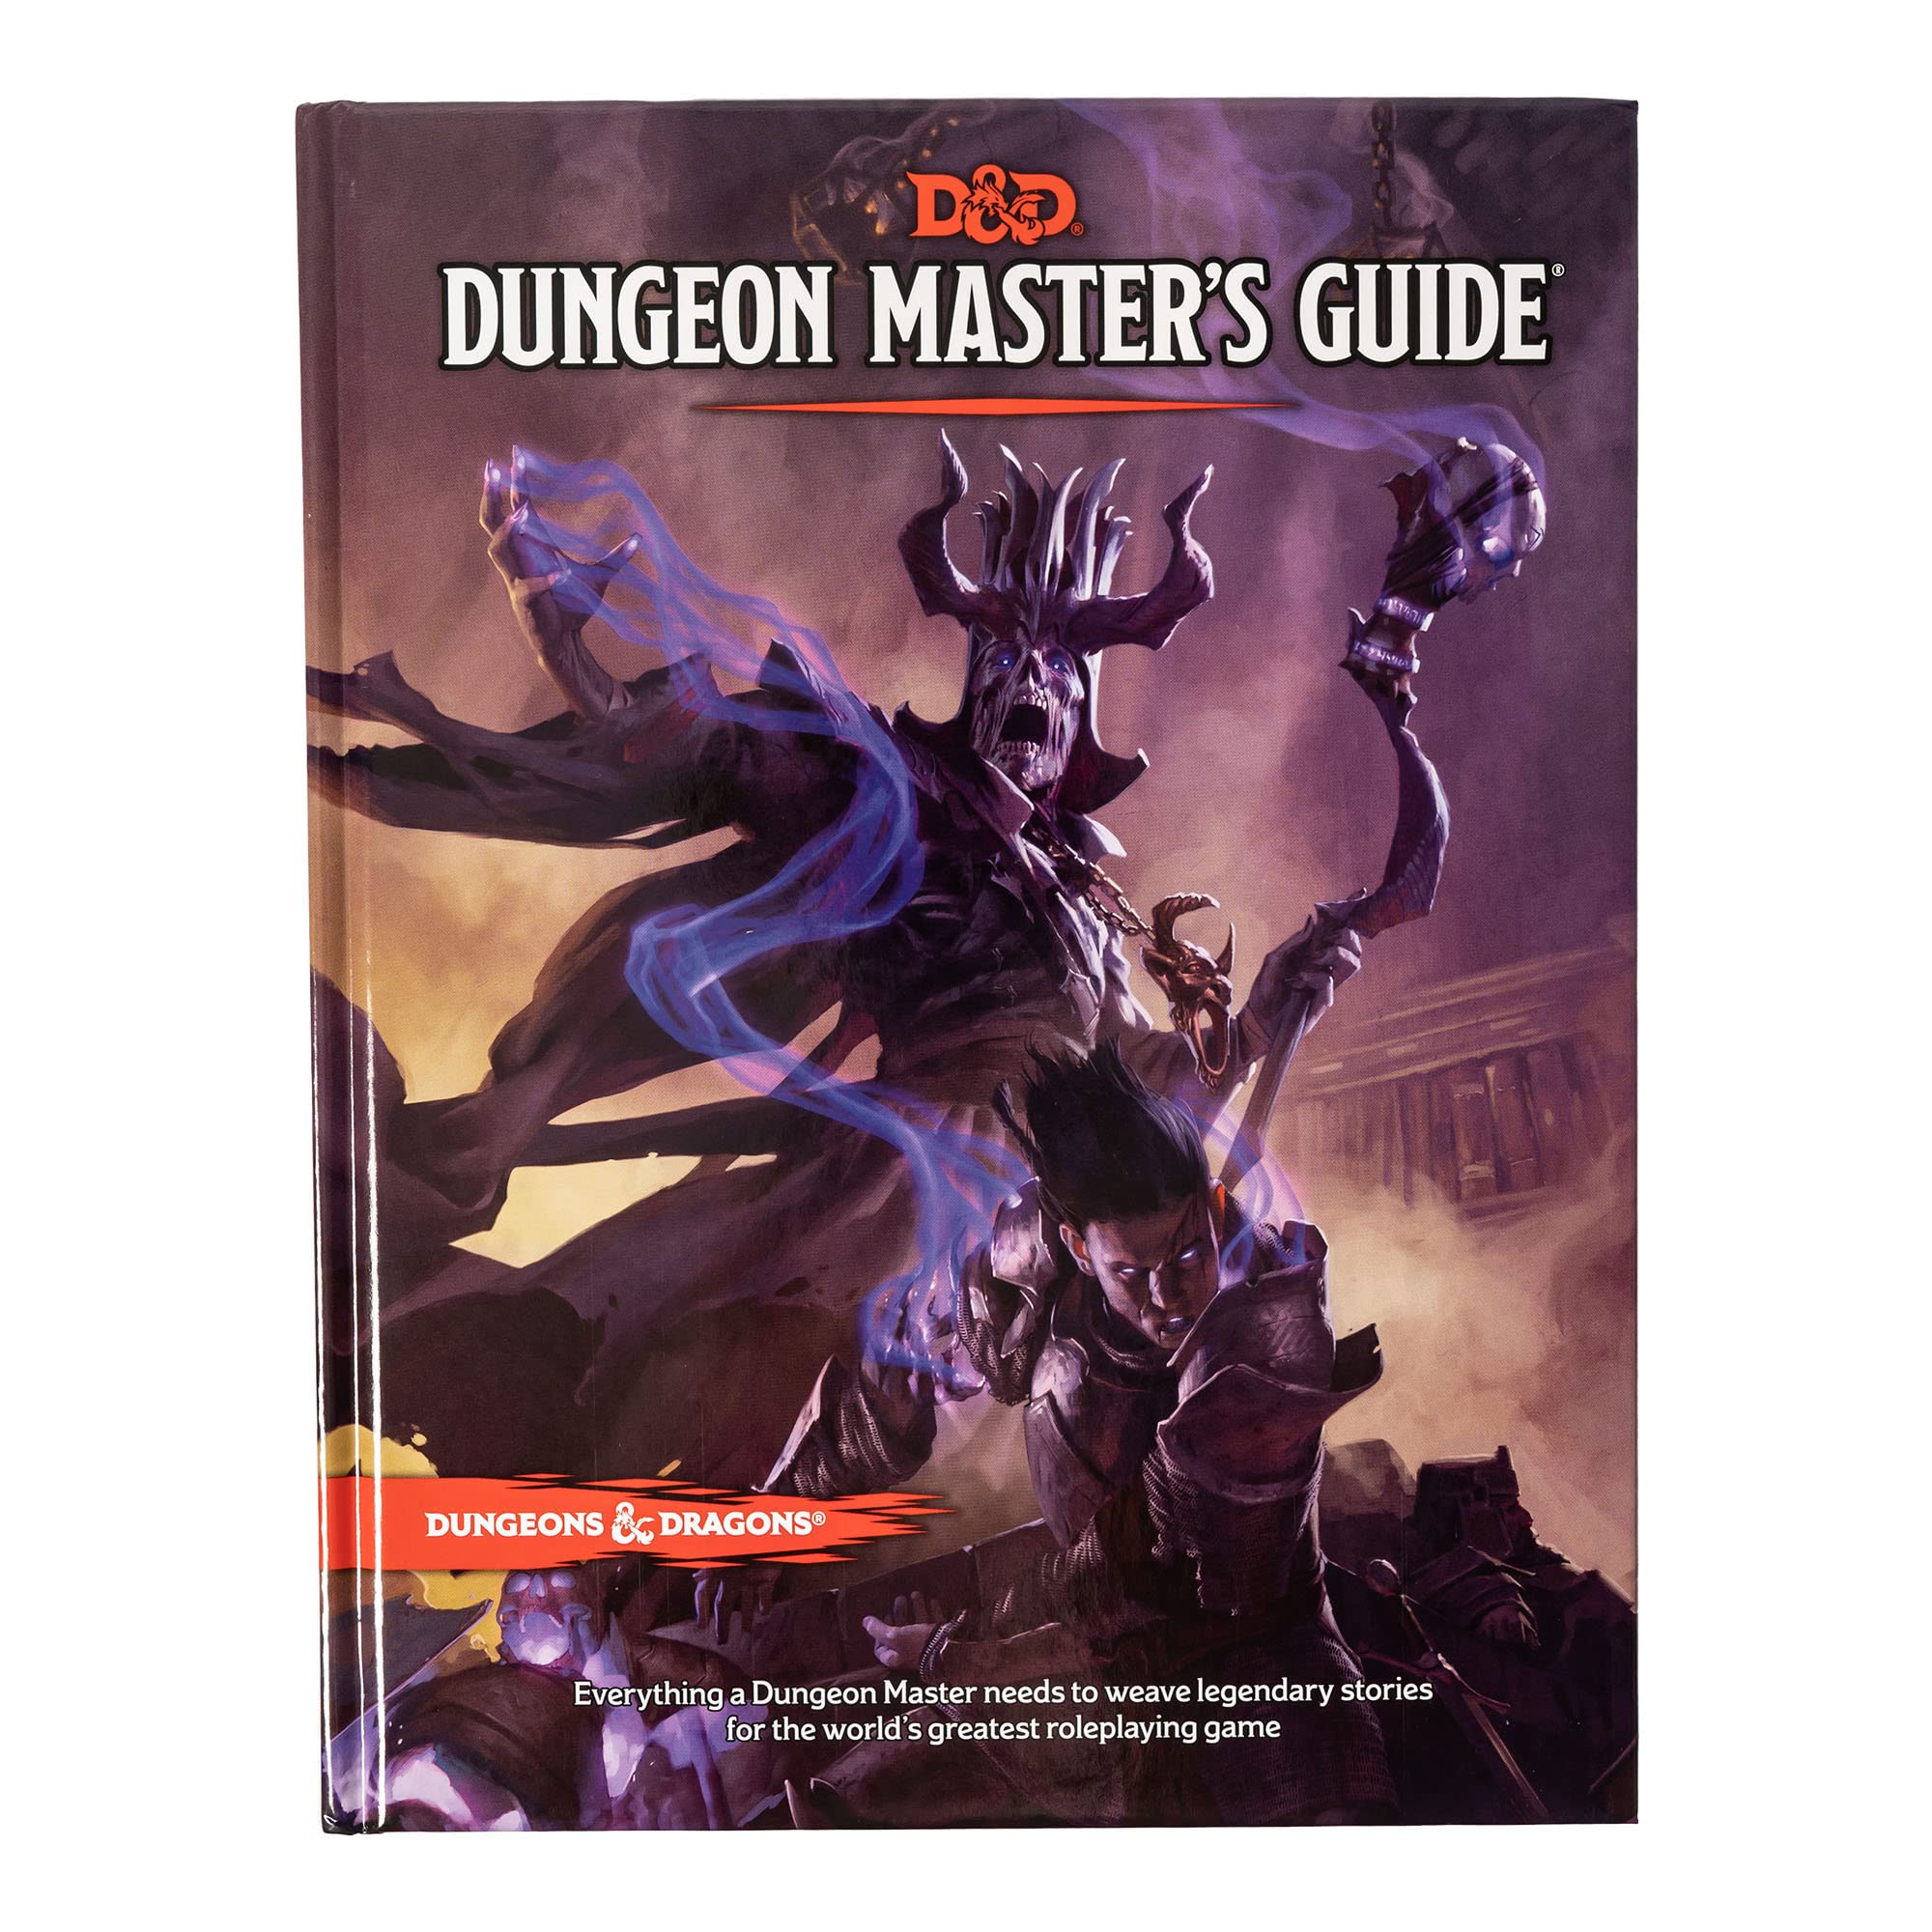 D&D®
DUNGEON MASTER'S GUIDE®
DUNGEONS & DRAGONS®
Everything a Dungeon Master needs to weave legendary stories
for the world's greatest roleplaying game